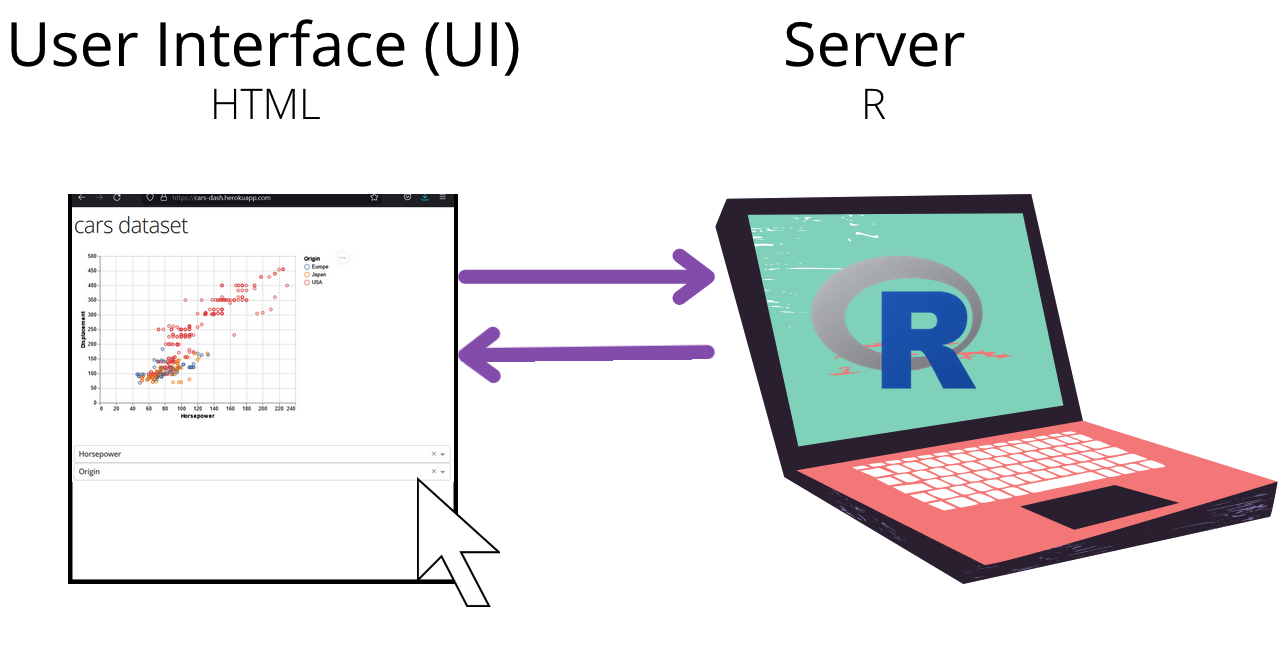 User Interface (UI)
HTML
Server
R
https://cars-dash.herokuapp.com
cars dataset
Origin
Europe
Japan
USA
500
450
400
350
300
250
200
150
100
50
0
Displacement
0 20 40 60 80 100 120 140 160 180 200 220 240
Horsepower
Horsepower
Origin
R